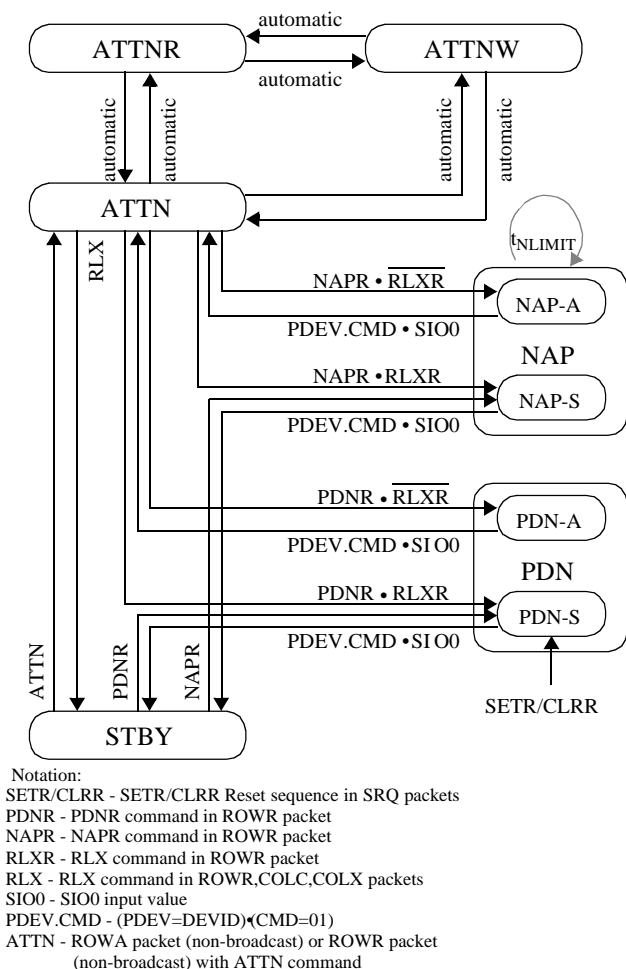 automatic
ATTNR
ATTNW
automatic
automatic
automatic
automatic
automatic
ATTN
RLX
tNLIMIT
NAPR • R̅L̅X̅R̅
NAP-A
PDEV.CMD • SIO0
NAP
NAPR •RLXR
NAP-S
PDEV.CMD • SIO0
PDNR • R̅L̅X̅R̅
PDN-A
PDEV.CMD •SIO0
PDN
PDNR • RLXR
PDN-S
PDEV.CMD •SIO0
ATTN
PDNR
NAPR
SETR/CLRR
STBY
Notation:
SETR/CLRR - SETR/CLRR Reset sequence in SRQ packets
PDNR - PDNR command in ROWR packet
NAPR - NAPR command in ROWR packet
RLXR - RLX command in ROWR packet
RLX - RLX command in ROWR,COLC,COLX packets
SIO0 - SIO0 input value
PDEV.CMD - (PDEV=DEVID)•(CMD=01)
ATTN - ROWA packet (non-broadcast) or ROWR packet
(non-broadcast) with ATTN command